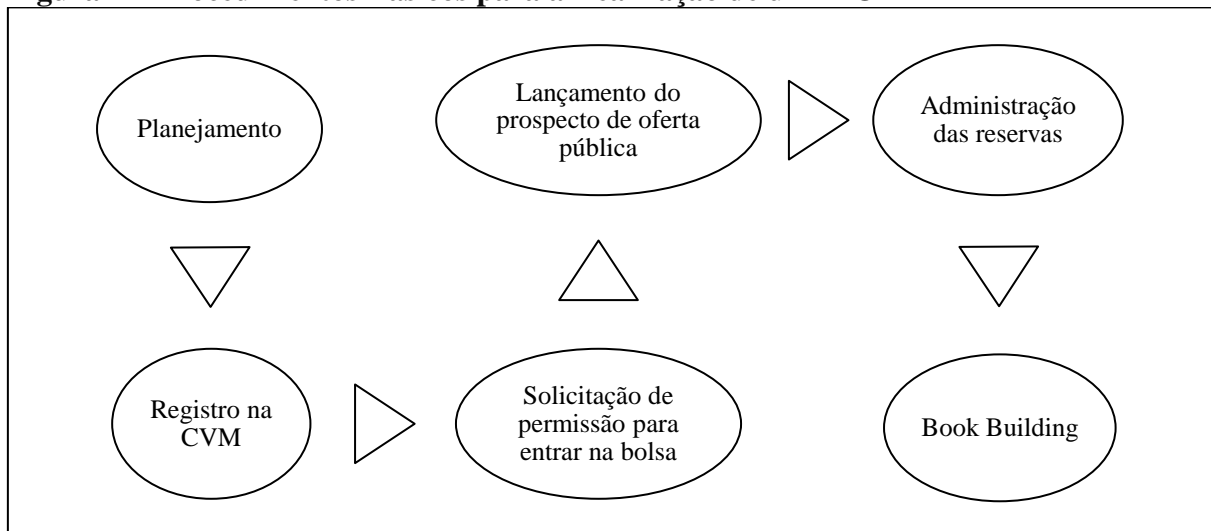 Planejamento
Lançamento do
prospecto de oferta
pública
Administração
das reservas
Registro na
CVM
Solicitação de
permissão para
entrar na bolsa
Book Building